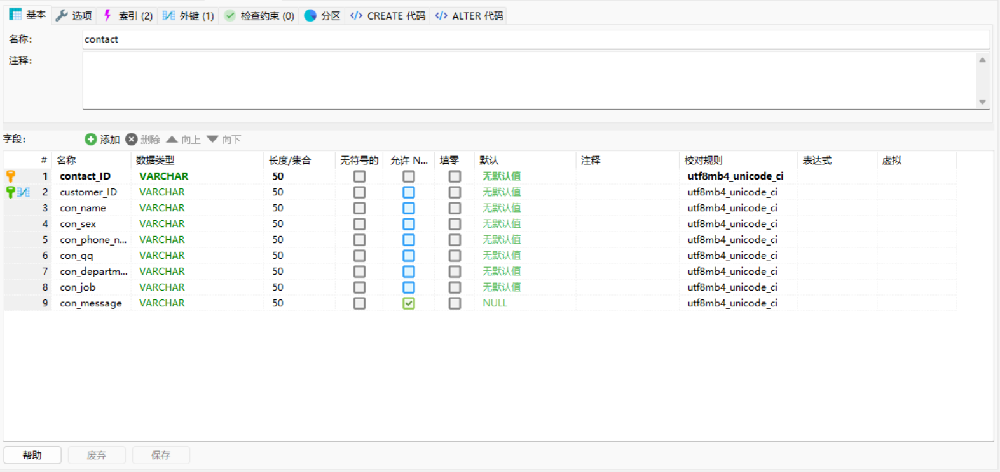 基本 选项 索引 (2) 外键 (1) 检查约束 (0) 分区 </> CREATE 代码 </> ALTER 代码
名称: contact
注释:
字段: 添加 删除 向上 向下
# 名称 数据类型 长度/集合 无符号的 允许 N... 填零 默认 注释 校对规则 表达式 虚拟
1 contact_ID VARCHAR 50 无默认值 utf8mb4_unicode_ci
2 customer_ID VARCHAR 50 无默认值 utf8mb4_unicode_ci
3 con_name VARCHAR 50 无默认值 utf8mb4_unicode_ci
4 con_sex VARCHAR 50 无默认值 utf8mb4_unicode_ci
5 con_phone_n... VARCHAR 50 无默认值 utf8mb4_unicode_ci
6 con_qq VARCHAR 50 无默认值 utf8mb4_unicode_ci
7 con_departm... VARCHAR 50 无默认值 utf8mb4_unicode_ci
8 con_job VARCHAR 50 无默认值 utf8mb4_unicode_ci
9 con_message VARCHAR 50 NULL utf8mb4_unicode_ci
帮助 废弃 保存